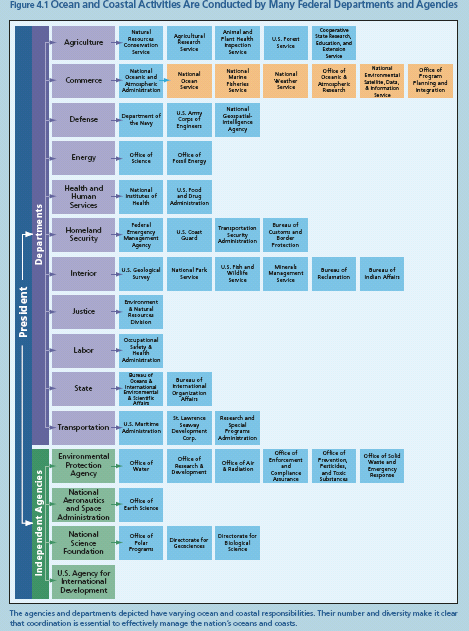 Figure 4.1 Ocean and Coastal Activities Are Conducted by Many Federal Departments and Agencies
President
Departments
Agriculture
Natural
Resources
Conservation
Service
Agricultural
Research
Service
Animal and
Plant Health
Inspection
Service
U.S. Forest
Service
Cooperative
State Research,
Education, and
Extension
Service
Commerce
National
Oceanic and
Atmospheric
Administration
National
Ocean
Service
National
Marine
Fisheries
Service
National
Weather
Service
Office of
Oceanic &
Atmospheric
Research
National
Environmental
Satellite, Data,
& Information
Service
Office of
Program
Planning and
Integration
Defense
Department of
the Navy
U.S. Army
Corps of
Engineers
National
Geospatial-
Intelligence
Agency
Energy
Office of
Science
Office of
Fossil Energy
Health and
Human
Services
National
Institutes of
Health
U.S. Food
and Drug
Administration
Homeland
Security
Federal
Emergency
Management
Agency
U.S. Coast
Guard
Transportation
Security
Administration
Bureau of
Customs and
Border
Protection
Interior
U.S. Geological
Survey
National Park
Service
U.S. Fish and
Wildlife
Service
Minerals
Management
Service
Bureau of
Reclamation
Bureau of
Indian Affairs
Justice
Environment
& Natural
Resources
Division
Labor
Occupational
Safety &
Health
Administration
State
Bureau of
Oceans &
International
Environmental
& Scientific
Affairs
Bureau of
International
Organization
Affairs
Transportation
U.S. Maritime
Administration
St. Lawrence
Seaway
Development
Corp.
Research and
Special
Programs
Administration
Independent Agencies
Environmental
Protection
Agency
Office of
Water
Office of
Research &
Development
Office of Air
& Radiation
Office of
Enforcement
and
Compliance
Assurance
Office of
Prevention,
Pesticides,
and Toxic
Substances
Office of Solid
Waste and
Emergency
Response
National
Aeronautics
and Space
Administration
Office of
Earth Science
National
Science
Foundation
Office of
Polar
Programs
Directorate for
Geosciences
Directorate for
Biological
Science
U.S. Agency for
International
Development
The agencies and departments depicted have varying ocean and coastal responsibilities. Their number and diversity make it clear
that coordination is essential to effectively manage the nation's oceans and coasts.